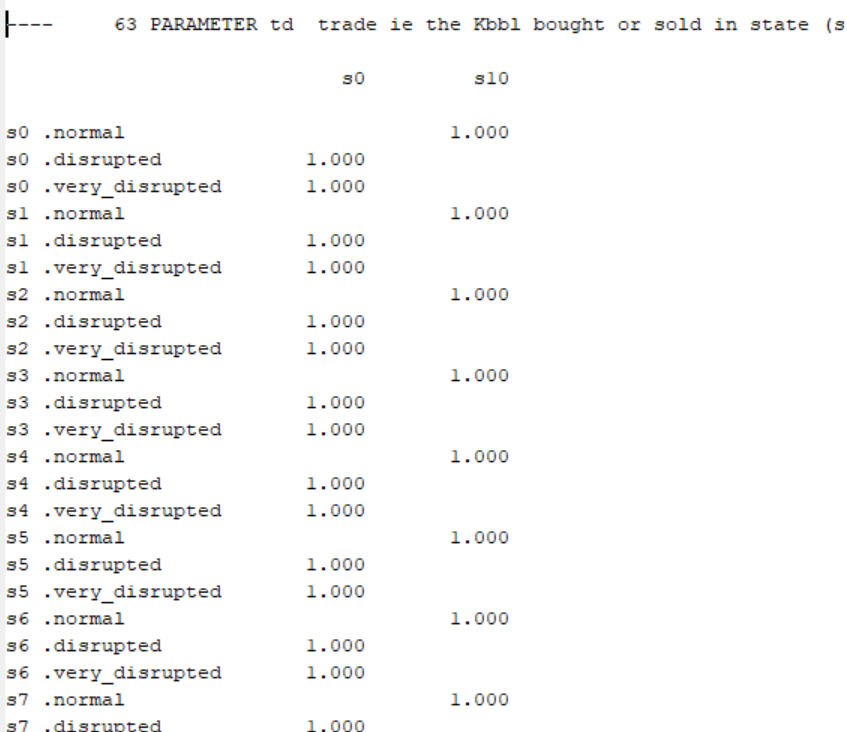 ----     63 PARAMETER td  trade ie the Kbbl bought or sold in state (s
s0 s10
s0 .normal 1.000
s0 .disrupted 1.000
s0 .very_disrupted 1.000
s1 .normal 1.000
s1 .disrupted 1.000
s1 .very_disrupted 1.000
s2 .normal 1.000
s2 .disrupted 1.000
s2 .very_disrupted 1.000
s3 .normal 1.000
s3 .disrupted 1.000
s3 .very_disrupted 1.000
s4 .normal 1.000
s4 .disrupted 1.000
s4 .very_disrupted 1.000
s5 .normal 1.000
s5 .disrupted 1.000
s5 .very_disrupted 1.000
s6 .normal 1.000
s6 .disrupted 1.000
s6 .very_disrupted 1.000
s7 .normal 1.000
s7 .disrupted 1.000